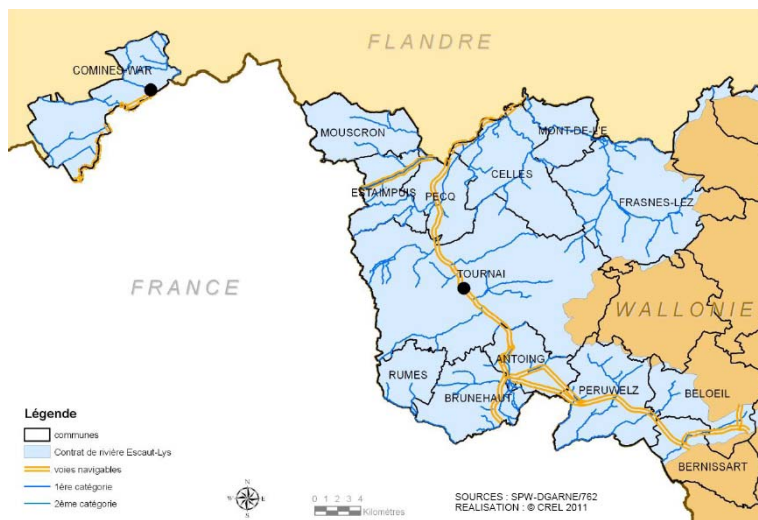 FLANDRE
COMINES-WAR
MOUSCRON
MONT-DE-L'E
ESTAIMPUIS
PECQ
CELLES
FRASNES-LEZ
FRANCE
TOURNAI
WALLONIE
ANTOING
RUMES
BRUNEHAUT
PERUWELZ
BELOEIL
BERNISSART
Légende
communes
Contrat de rivière Escaut-Lys
voies navigables
1ère catégorie
2ème catégorie
0 1 2 3 4
Kilomètres
SOURCES : SPW-DGARNE/762
REALISATION : © CREL 2011